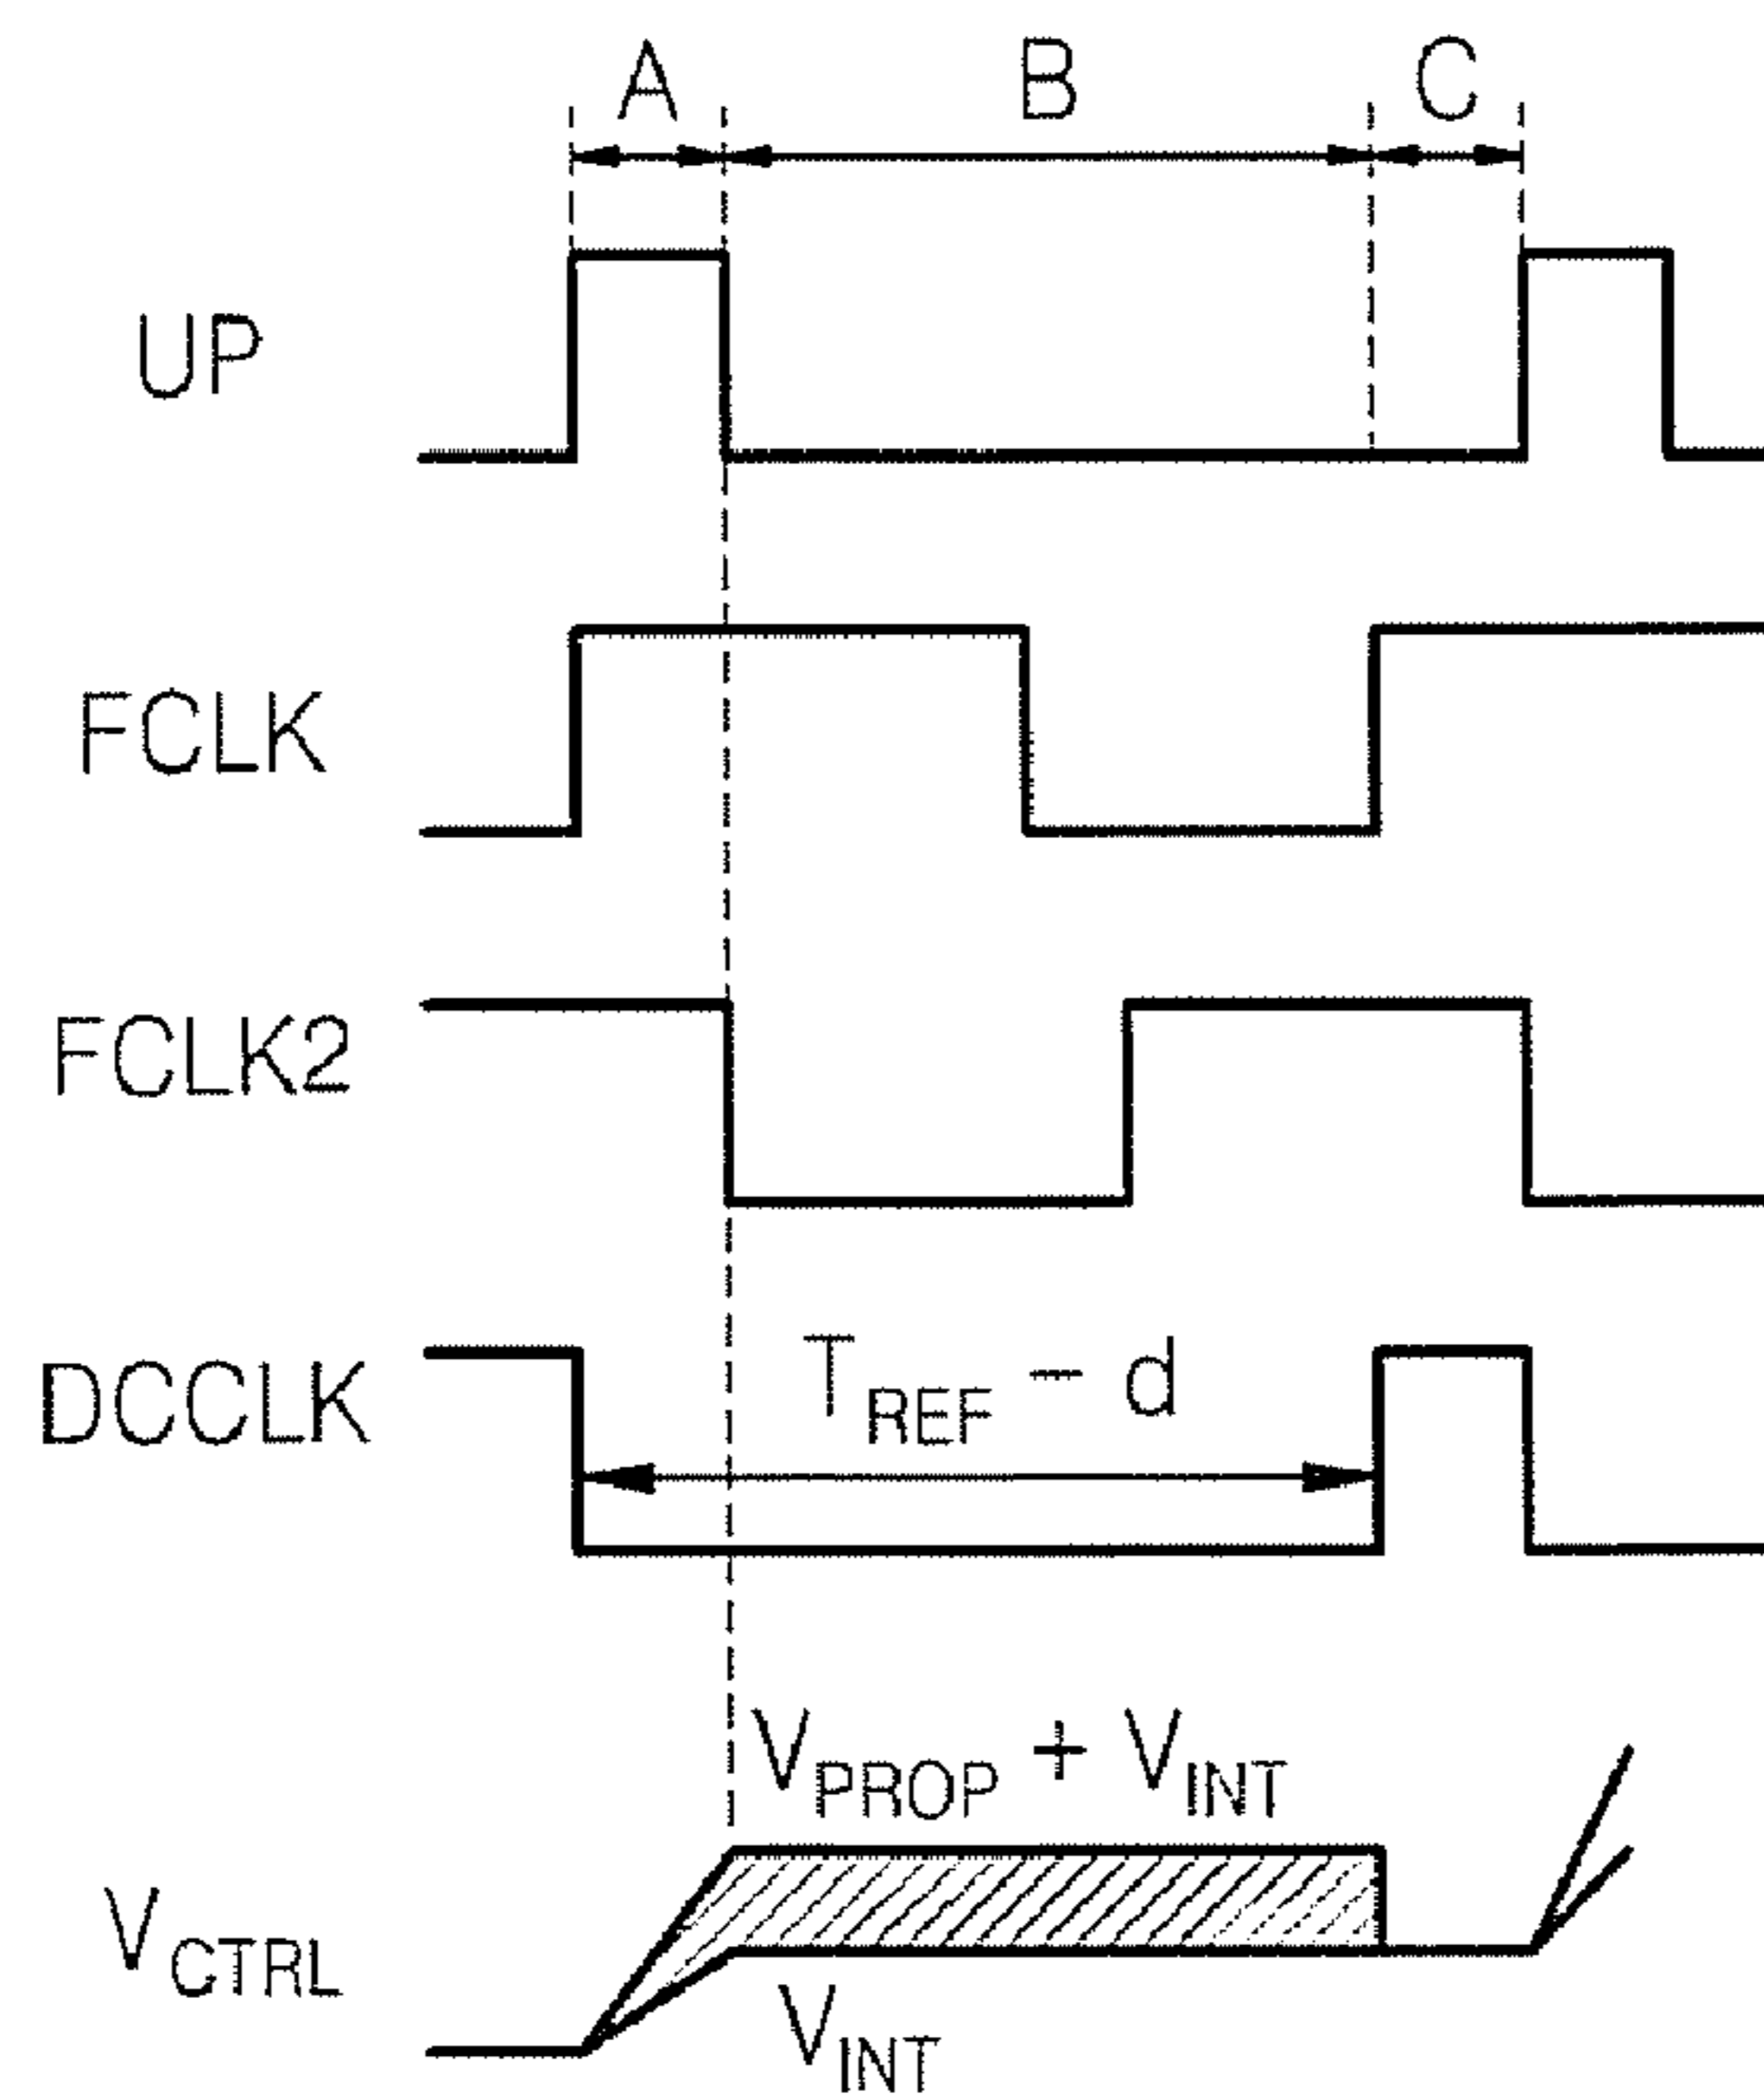 A B C
UP
FCLK
FCLK2
DCCLK
T_REF - d
V_PROP + V_INT
V_CTRL
V_INT